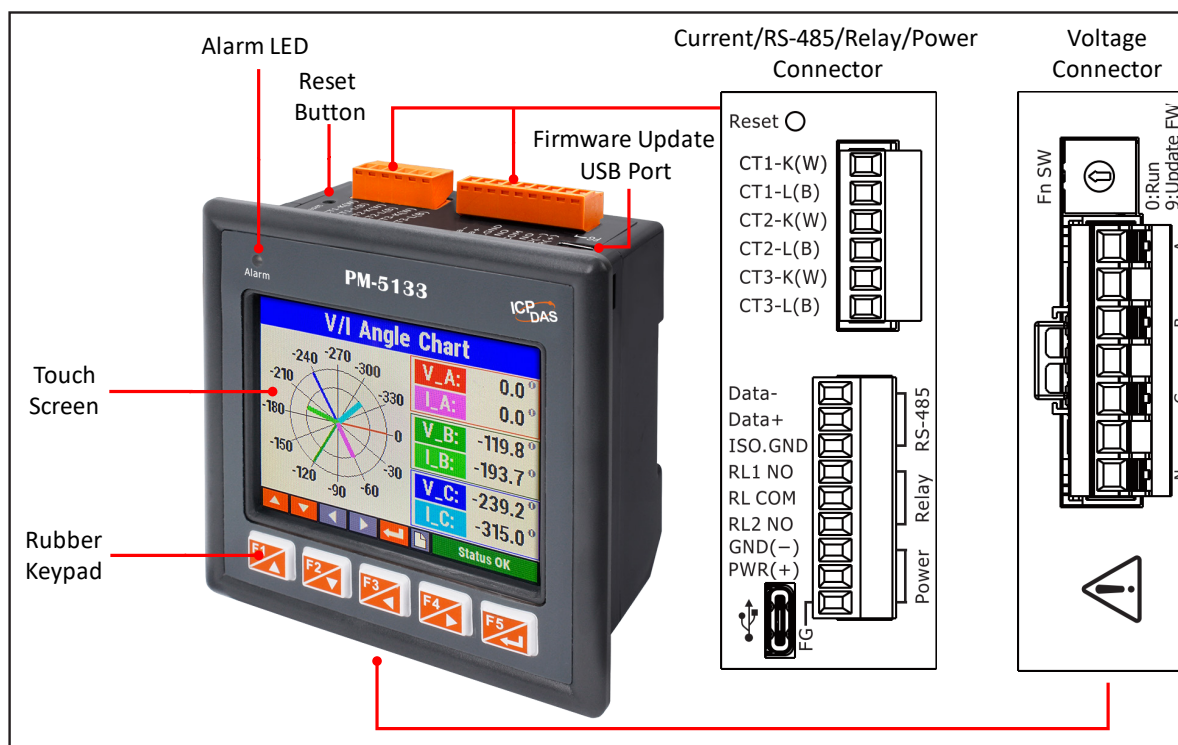 Alarm LED
Reset
Button
Firmware Update
USB Port
Current/RS-485/Relay/Power
Connector
Voltage
Connector
Touch
Screen
Rubber
Keypad
Alarm
PM-5133
ICP
DAS
V/I Angle Chart
-240
-270
-300
-210
-330
-180
0
-150
-30
-120
-90
-60
V_A:
0.0°
I_A:
0.0°
V_B:
-119.8°
I_B:
-193.7°
V_C:
-239.2°
I_C:
-315.0°
Status OK
F1
F2
F3
F4
F5
Reset
CT1-K(W)
CT1-L(B)
CT2-K(W)
CT2-L(B)
CT3-K(W)
CT3-L(B)
Data-
Data+
ISO.GND
RL1 NO
RL COM
RL2 NO
GND(−)
PWR(+)
FG
RS-485
Relay
Power
Fn SW
0:Run
9:Update FW